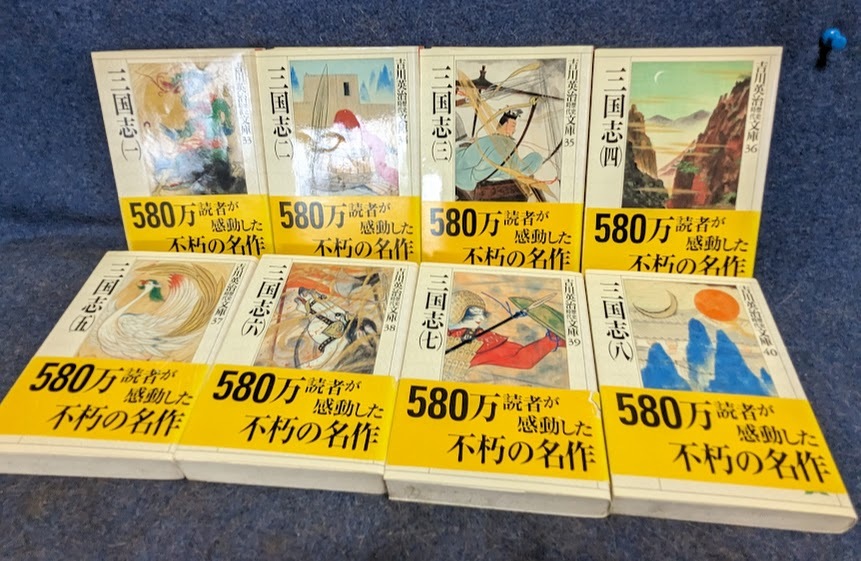 三国志(一)
吉川英治歴史時代文庫33
580万読者が
感動した
不朽の名作
三国志(二)
580万読者が
感動した
不朽の名作
三国志(三)
吉川英治歴史時代文庫35
580万読者が
感動した
不朽の名作
三国志(四)
吉川英治歴史時代文庫36
580万読者が
感動した
不朽の名作
三国志(五)
吉川英治歴史時代文庫37
580万読者が
感動した
不朽の名作
三国志(六)
吉川英治歴史時代文庫38
580万読者が
感動した
不朽の名作
三国志(七)
吉川英治歴史時代文庫39
580万読者が
感動した
不朽の名作
三国志(八)
吉川英治歴史時代文庫40
580万読者が
感動した
不朽の名作